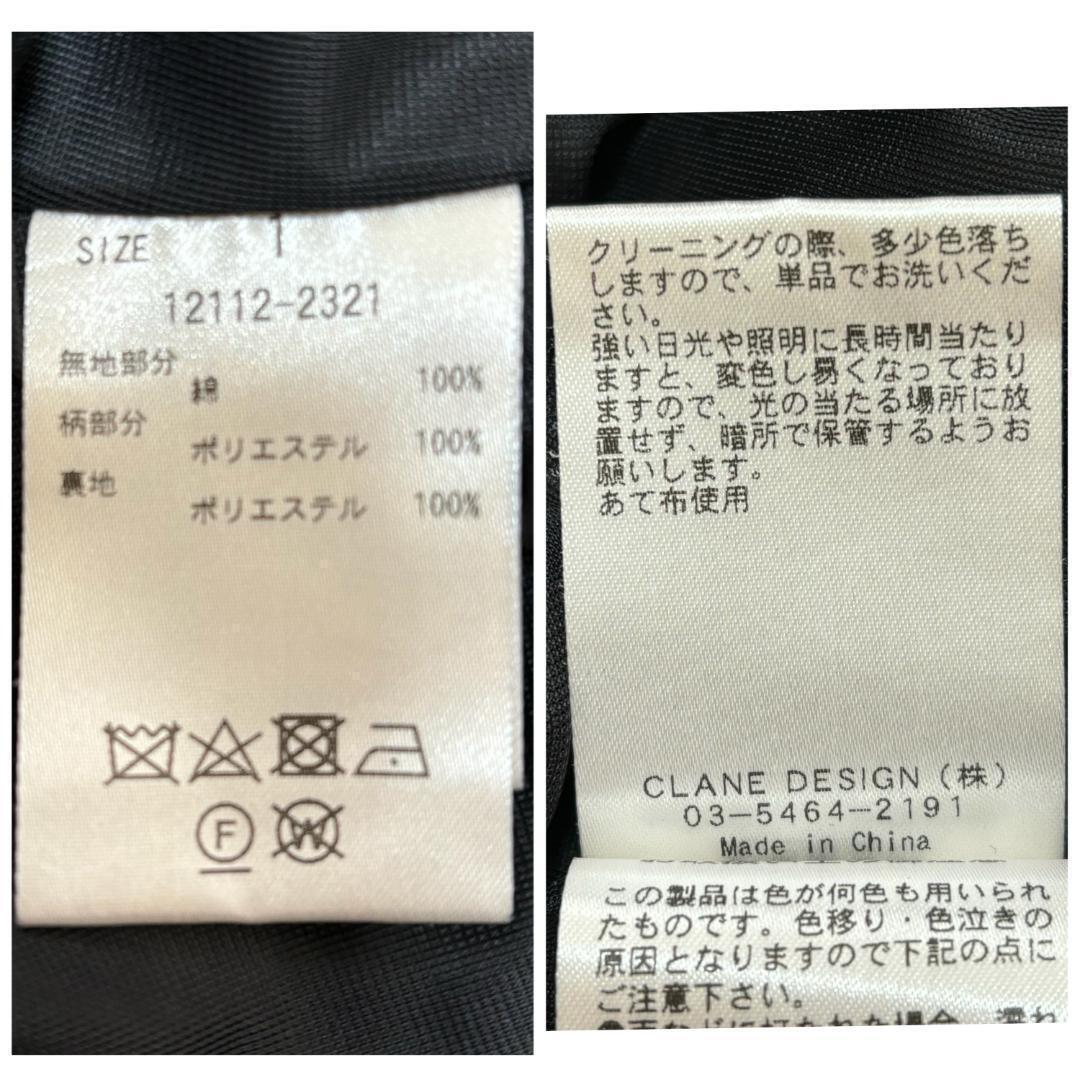 SIZE 1
12112-2321
無地部分
綿 100%
柄部分
ポリエステル 100%
裏地
ポリエステル 100%
F
W
クリーニングの際、多少色落ち
しますので、単品でお洗いくだ
さい。
強い日光や照明に長時間当たり
ますと、変色し易くなっており
ますので、光の当たる場所に放
置せず、暗所で保管するようお
願いします。
あて布使用
CLANE DESIGN(株)
03-5464-2191
Made in China
この製品は色が何色も用いられ
たものです。色移り・色泣きの
原因となりますので下記の点に
ご注意下さい。